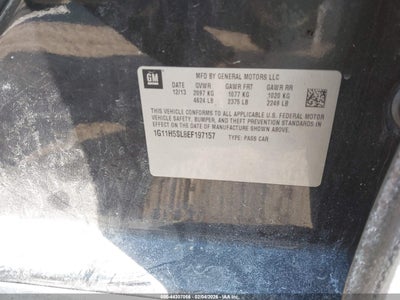 GM
MFD BY GENERAL MOTORS LLC
DATE GVWR GAWR FRT GAWR RR
12/13 2097 KG 1077 KG 1020 KG
4624 LB 2375 LB 2249 LB
THIS VEHICLE CONFORMS TO ALL APPLICABLE U.S. FEDERAL MOTOR
VEHICLE SAFETY, BUMPER, AND THEFT PREVENTION STANDARDS IN
EFFECT ON THE DATE OF MANUFACTURE SHOWN ABOVE.
1G11H5SL8EF197157 TYPE: PASS CAR